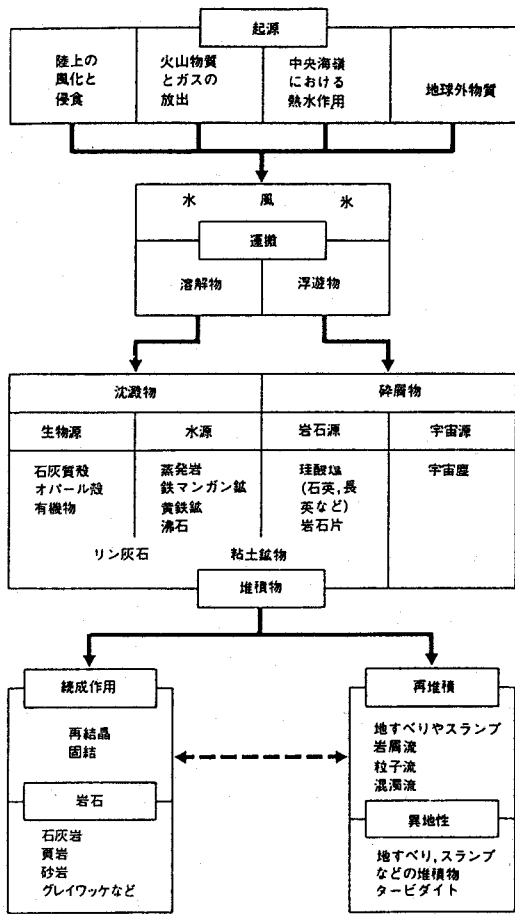 起源
陸上の
風化と
侵食
火山物質
とガスの
放出
中央海嶺
における
熱水作用
地球外物質
水 風 氷
運搬
溶解物 浮遊物
沈澱物 砕屑物
生物源 水源 岩石源 宇宙源
石灰質殻
オパール殻
有機物
蒸発岩
鉄マンガン鉱
黄鉄鉱
沸石
珪酸塩
(石英,長
英など)
岩石片
宇宙塵
リン灰石 粘土鉱物
堆積物
続成作用
再結晶
固結
岩石
石灰岩
頁岩
砂岩
グレイワッケなど
再堆積
地すべりやスランプ
岩屑流
粒子流
混濁流
異地性
地すべり,スランプ
などの堆積物
タービダイト